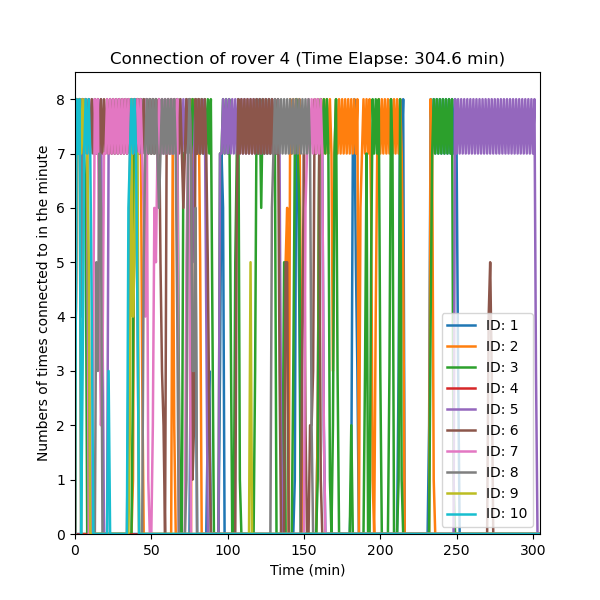 Connection of rover 4 (Time Elapse: 304.6 min)
Numbers of times connected to in the minute
8
7
6
5
4
3
2
1
0
ID: 1
ID: 2
ID: 3
ID: 4
ID: 5
ID: 6
ID: 7
ID: 8
ID: 9
ID: 10
0 50 100 150 200 250 300
Time (min)